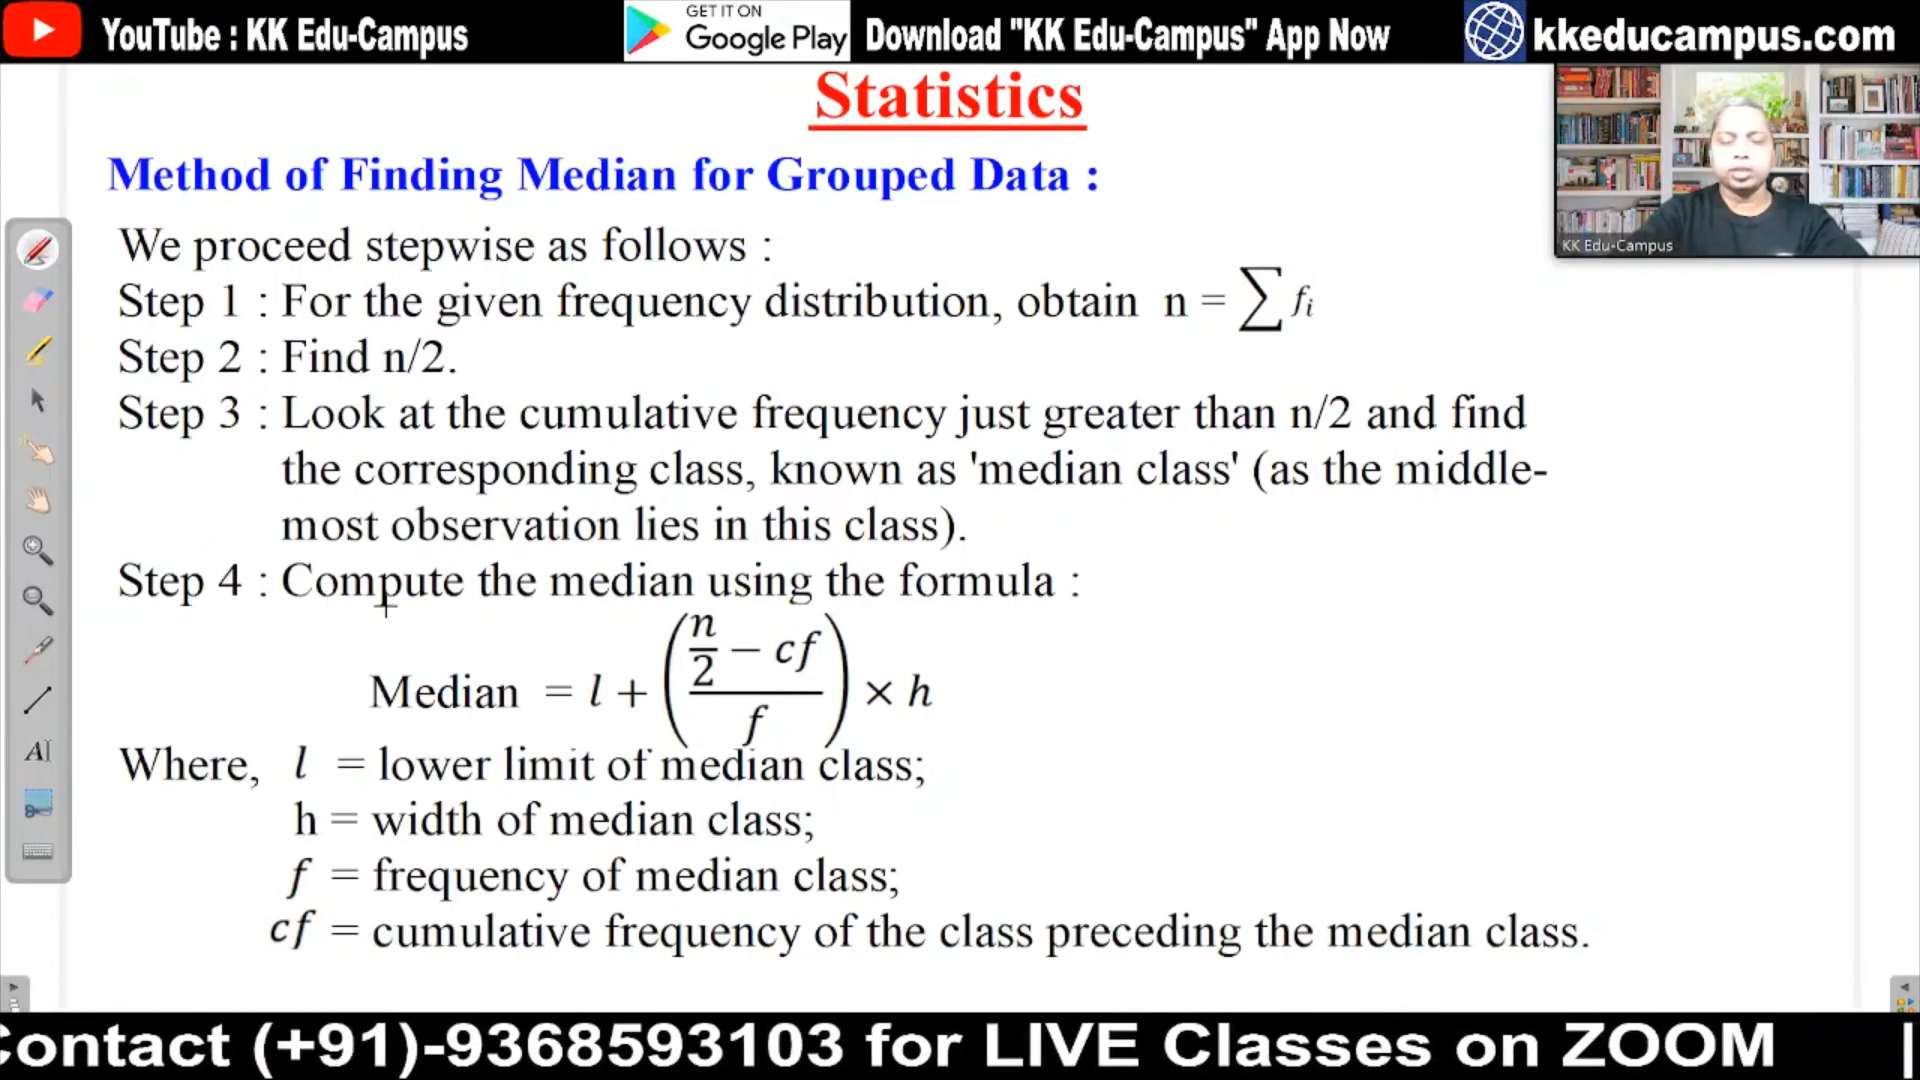 YouTube : KK Edu-Campus
GET IT ON
Google Play
Download "KK Edu-Campus" App Now
kkeducampus.com
Statistics
KK Edu-Campus
Method of Finding Median for Grouped Data :
We proceed stepwise as follows :
Step 1 : For the given frequency distribution, obtain n = ∑ fᵢ
Step 2 : Find n/2.
Step 3 : Look at the cumulative frequency just greater than n/2 and find
the corresponding class, known as 'median class' (as the middle-
most observation lies in this class).
Step 4 : Compute the median using the formula :
Median = l + ((n/2 − cf)/f) × h
Where, l = lower limit of median class;
h = width of median class;
f = frequency of median class;
cf = cumulative frequency of the class preceding the median class.
AI
Contact (+91)-9368593103 for LIVE Classes on ZOOM |